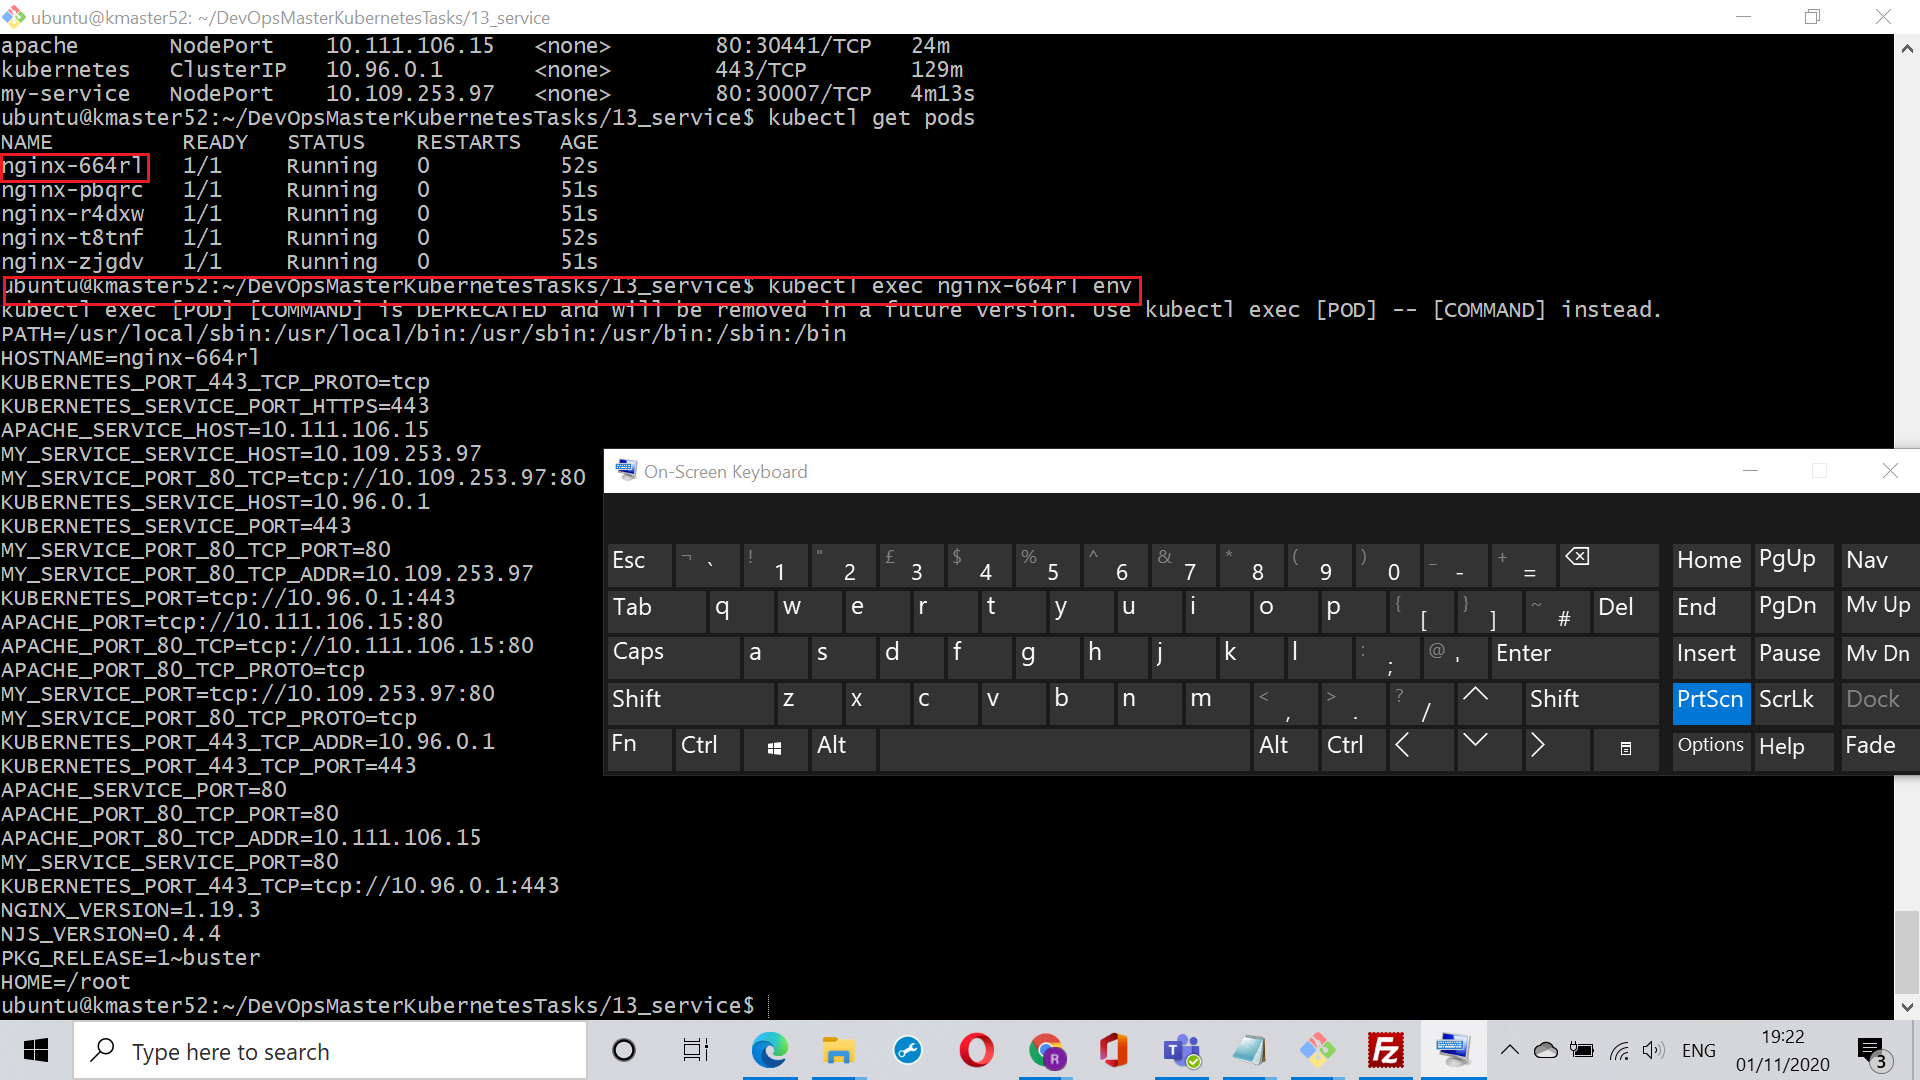 ubuntu@kmaster52: ~/DevOpsMasterKubernetesTasks/13_service
apache NodePort 10.111.106.15 <none> 80:30441/TCP 24m
kubernetes ClusterIP 10.96.0.1 <none> 443/TCP 129m
my-service NodePort 10.109.253.97 <none> 80:30007/TCP 4m13s
ubuntu@kmaster52:~/DevOpsMasterKubernetesTasks/13_service$ kubectl get pods
NAME READY STATUS RESTARTS AGE
nginx-664rl 1/1 Running 0 52s
nginx-pbqrc 1/1 Running 0 51s
nginx-r4dxw 1/1 Running 0 51s
nginx-t8tnf 1/1 Running 0 52s
nginx-zjgdv 1/1 Running 0 51s
ubuntu@kmaster52:~/DevOpsMasterKubernetesTasks/13_service$ kubectl exec nginx-664rl env
kubectl exec [POD] [COMMAND] is DEPRECATED and will be removed in a future version. Use kubectl exec [POD] -- [COMMAND] instead.
PATH=/usr/local/sbin:/usr/local/bin:/usr/sbin:/usr/bin:/sbin:/bin
HOSTNAME=nginx-664rl
KUBERNETES_PORT_443_TCP_PROTO=tcp
KUBERNETES_SERVICE_PORT_HTTPS=443
APACHE_SERVICE_HOST=10.111.106.15
MY_SERVICE_SERVICE_HOST=10.109.253.97
MY_SERVICE_PORT_80_TCP=tcp://10.109.253.97:80
KUBERNETES_SERVICE_HOST=10.96.0.1
KUBERNETES_SERVICE_PORT=443
MY_SERVICE_PORT_80_TCP_PORT=80
MY_SERVICE_PORT_80_TCP_ADDR=10.109.253.97
KUBERNETES_PORT=tcp://10.96.0.1:443
APACHE_PORT=tcp://10.111.106.15:80
APACHE_PORT_80_TCP=tcp://10.111.106.15:80
APACHE_PORT_80_TCP_PROTO=tcp
MY_SERVICE_PORT=tcp://10.109.253.97:80
MY_SERVICE_PORT_80_TCP_PROTO=tcp
KUBERNETES_PORT_443_TCP_ADDR=10.96.0.1
KUBERNETES_PORT_443_TCP_PORT=443
APACHE_SERVICE_PORT=80
APACHE_PORT_80_TCP_PORT=80
APACHE_PORT_80_TCP_ADDR=10.111.106.15
MY_SERVICE_SERVICE_PORT=80
KUBERNETES_PORT_443_TCP=tcp://10.96.0.1:443
NGINX_VERSION=1.19.3
NJS_VERSION=0.4.4
PKG_RELEASE=1~buster
HOME=/root
ubuntu@kmaster52:~/DevOpsMasterKubernetesTasks/13_service$
On-Screen Keyboard
Esc ¬ ` ! 1 " 2 £ 3 $ 4 % 5 ^ 6 & 7 * 8 ( 9 ) 0 _ - + = Home PgUp Nav
Tab q w e r t y u i o p { [ } ] ~ # Del End PgDn Mv Up
Caps a s d f g h j k l : ; @ ' Enter Insert Pause Mv Dn
Shift z x c v b n m < , > . ? / Shift PrtScn ScrLk Dock
Fn Ctrl Alt Alt Ctrl Options Help Fade
Type here to search
R
ENG
19:22
01/11/2020
3